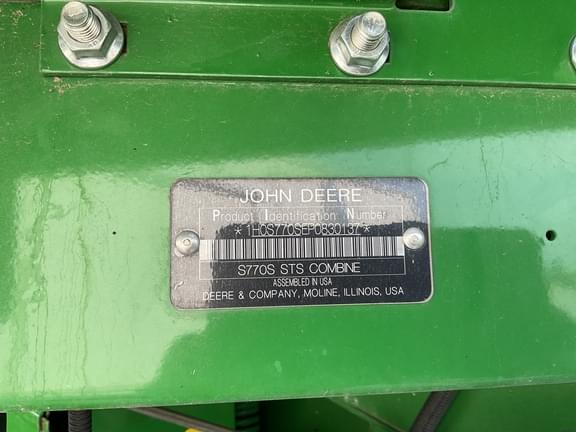 JOHN DEERE
Product Identification Number
* 1H0S770SEP0830137 *
S770S STS COMBINE
ASSEMBLED IN USA
DEERE & COMPANY, MOLINE, ILLINOIS, USA